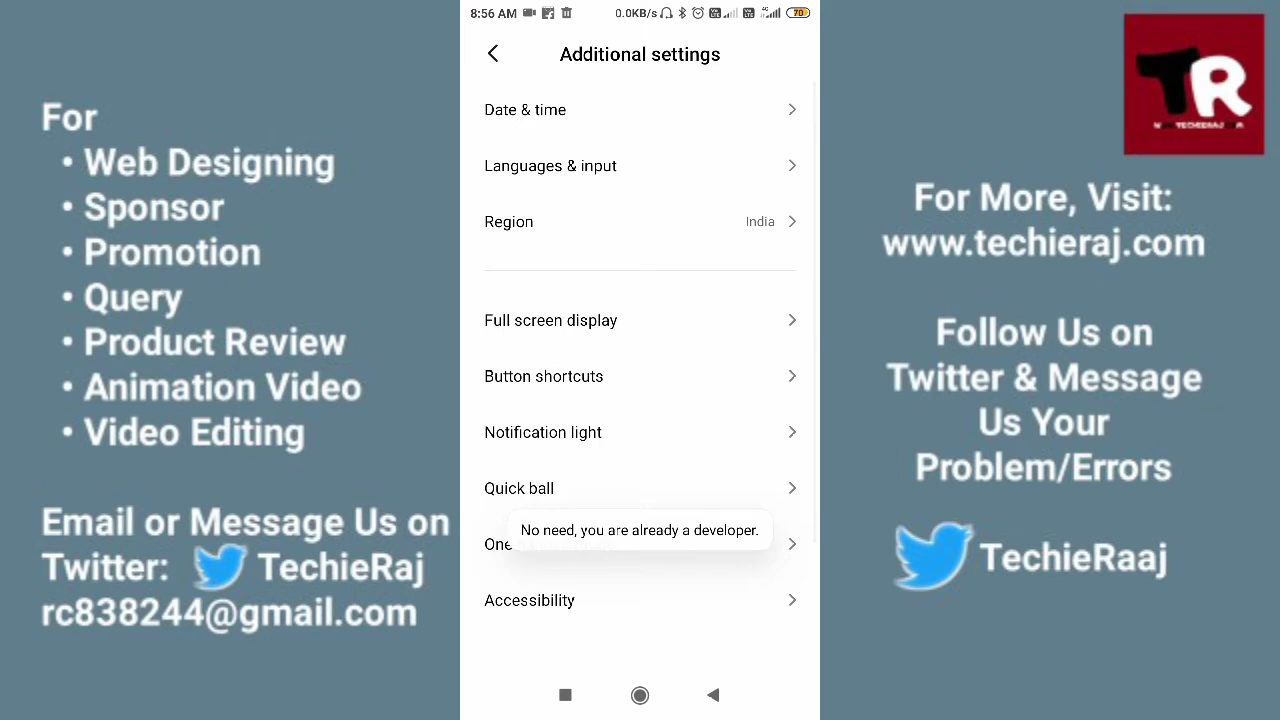 For
• Web Designing
• Sponsor
• Promotion
• Query
• Product Review
• Animation Video
• Video Editing
Email or Message Us on
Twitter: TechieRaj
rc838244@gmail.com
8:56 AM 0.0KB/s 4G 70
Additional settings
Date & time
Languages & input
Region India
Full screen display
Button shortcuts
Notification light
Quick ball
No need, you are already a developer.
Accessibility
TR
For More, Visit:
www.techieraj.com
Follow Us on
Twitter & Message
Us Your
Problem/Errors
TechieRaaj